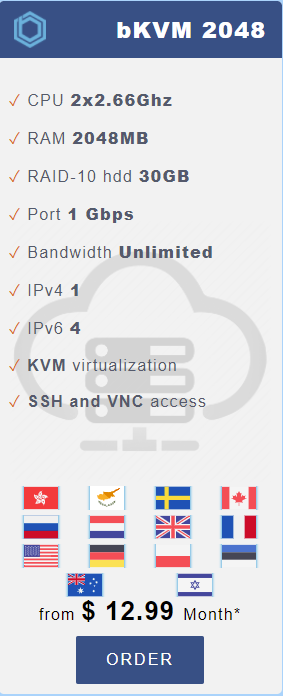 bKVM 2048
✓ CPU 2x2.66Ghz
✓ RAM 2048MB
✓ RAID-10 hdd 30GB
✓ Port 1 Gbps
✓ Bandwidth Unlimited
✓ IPv4 1
✓ IPv6 4
✓ KVM virtualization
✓ SSH and VNC access
from $ 12.99 Month*
ORDER